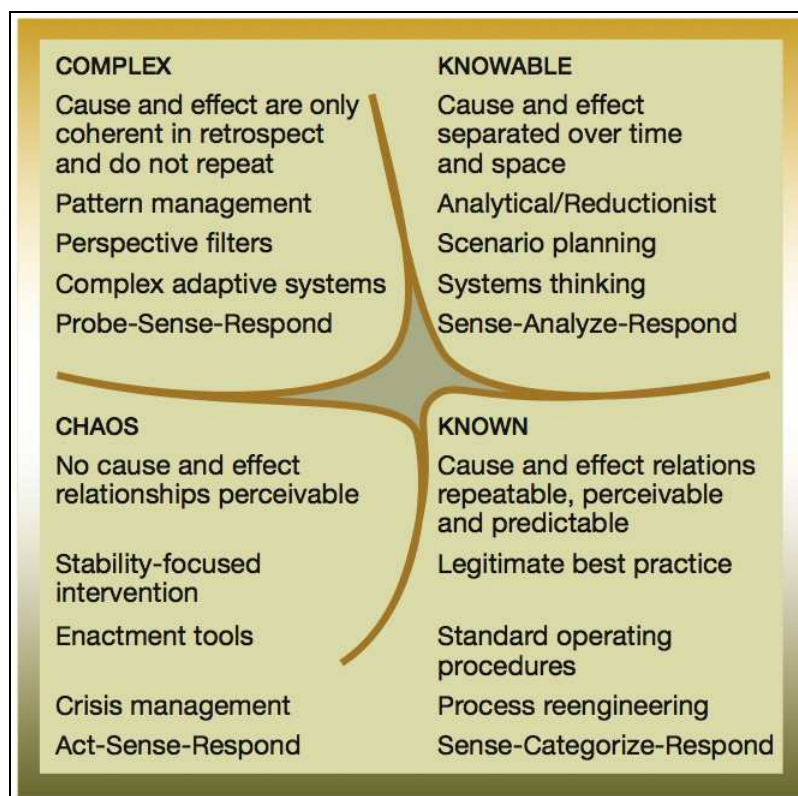 COMPLEX
Cause and effect are only
coherent in retrospect
and do not repeat
Pattern management
Perspective filters
Complex adaptive systems
Probe-Sense-Respond
KNOWABLE
Cause and effect
separated over time
and space
Analytical/Reductionist
Scenario planning
Systems thinking
Sense-Analyze-Respond
CHAOS
No cause and effect
relationships perceivable
Stability-focused
intervention
Enactment tools
Crisis management
Act-Sense-Respond
KNOWN
Cause and effect relations
repeatable, perceivable
and predictable
Legitimate best practice
Standard operating
procedures
Process reengineering
Sense-Categorize-Respond